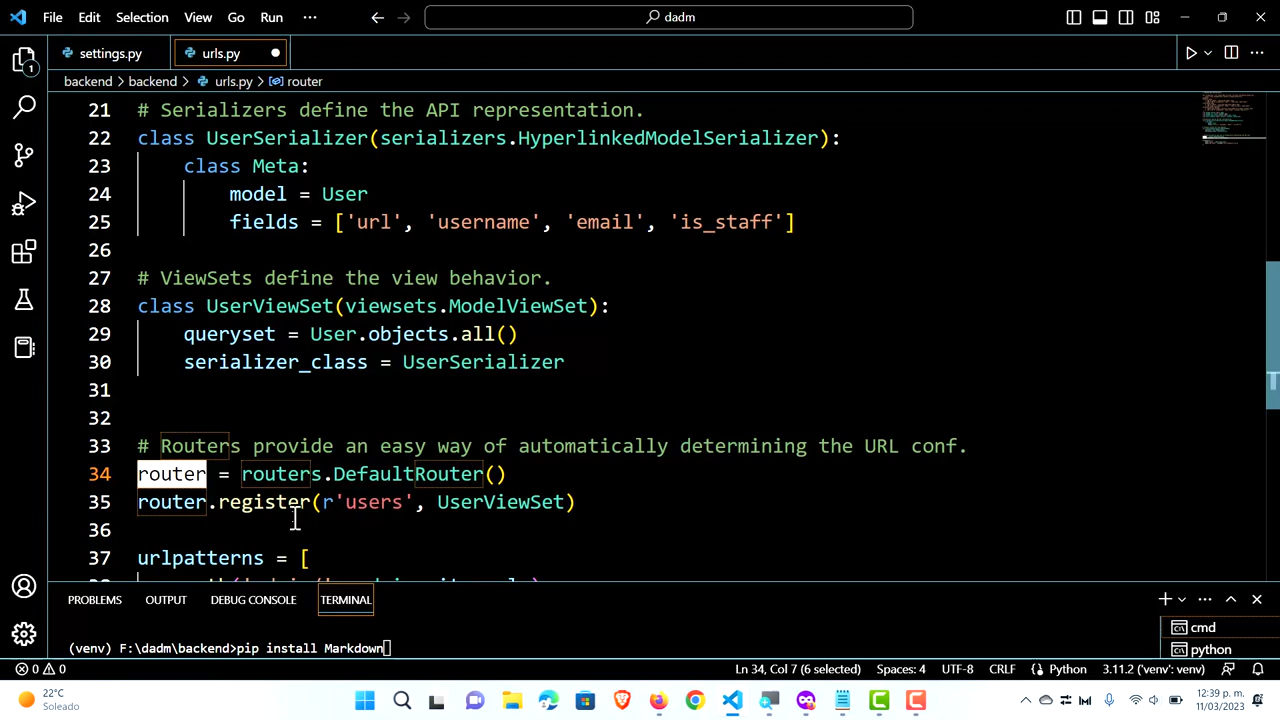 File Edit Selection View Go Run ··· dadm
settings.py urls.py
1
backend > backend > urls.py > router
21 # Serializers define the API representation.
22 class UserSerializer(serializers.HyperlinkedModelSerializer):
23 class Meta:
24 model = User
25 fields = ['url', 'username', 'email', 'is_staff']
26
27 # ViewSets define the view behavior.
28 class UserViewSet(viewsets.ModelViewSet):
29 queryset = User.objects.all()
30 serializer_class = UserSerializer
31
32
33 # Routers provide an easy way of automatically determining the URL conf.
34 router = routers.DefaultRouter()
35 router.register(r'users', UserViewSet)
36
37 urlpatterns = [
PROBLEMS OUTPUT DEBUG CONSOLE TERMINAL
cmd
(venv) F:\dadm\backend>pip install Markdown
python
0 0 Ln 34, Col 7 (6 selected) Spaces: 4 UTF-8 CRLF Python 3.11.2 ('venv': venv)
22°C 12:39 p. m.
Soleado 11/03/2023